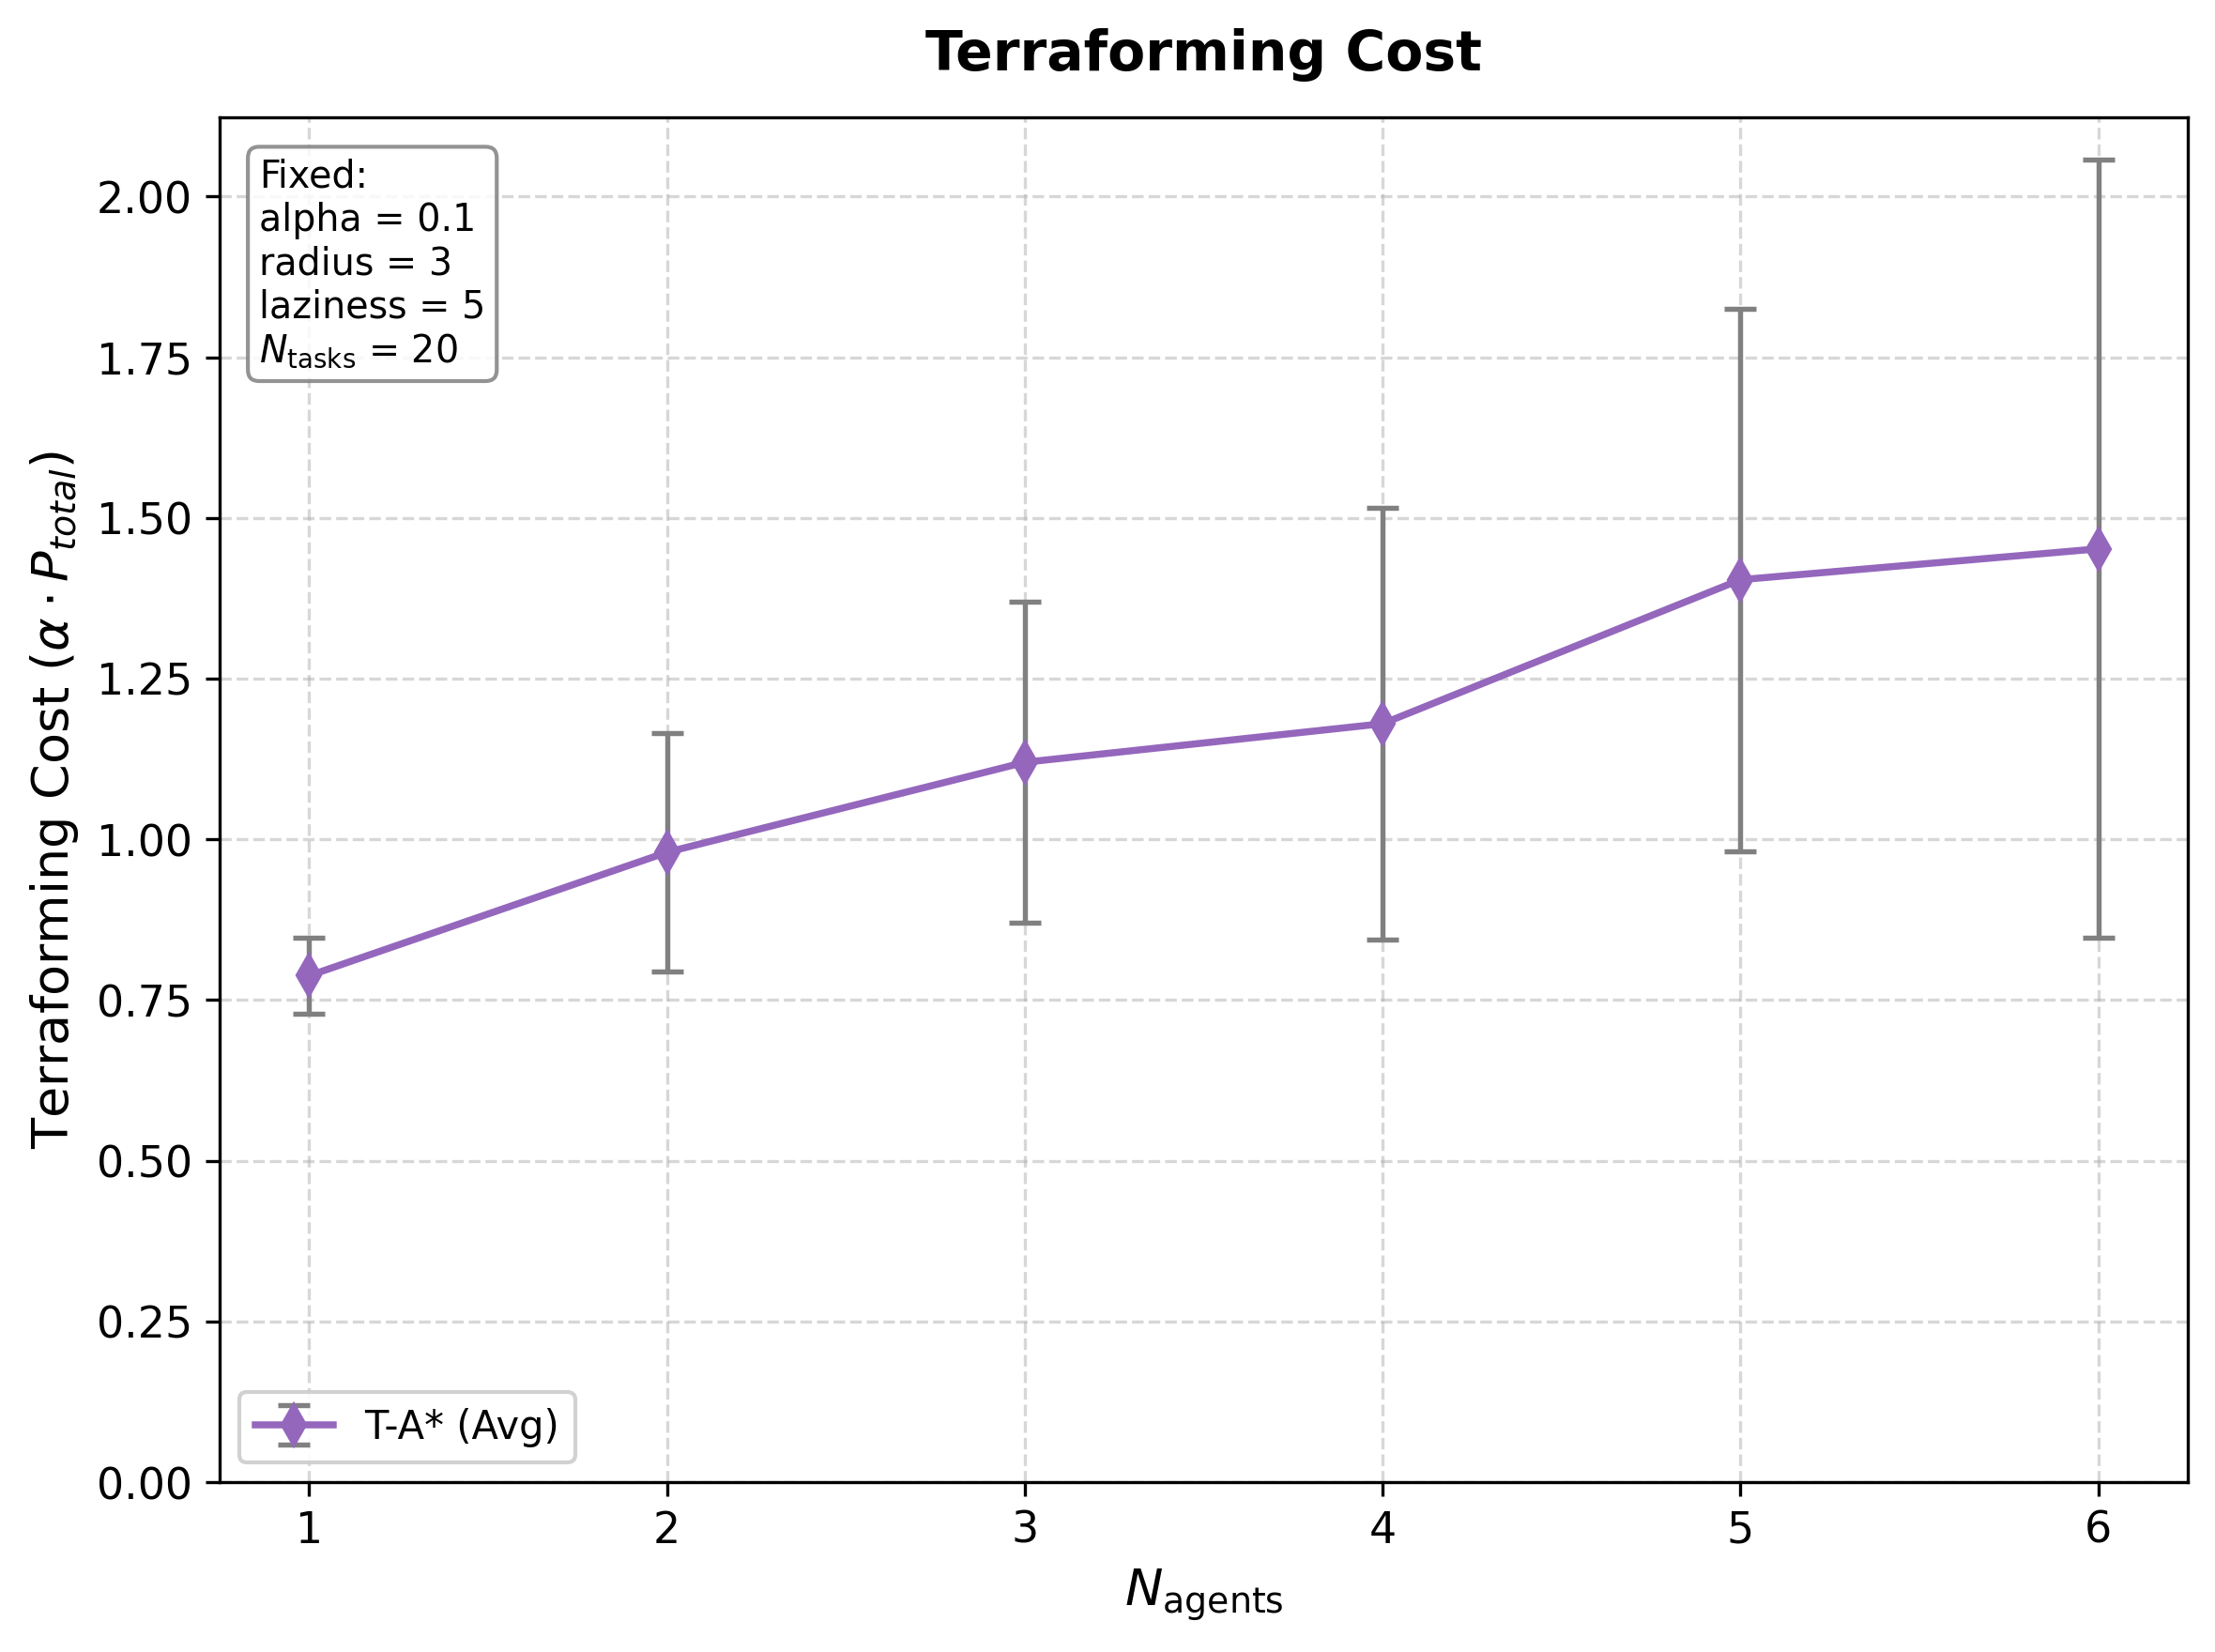 Terraforming Cost
Fixed:
alpha = 0.1
radius = 3
laziness = 5
N_tasks = 20
Terraforming Cost (α · P_total)
2.00
1.75
1.50
1.25
1.00
0.75
0.50
0.25
0.00
T-A* (Avg)
1 2 3 4 5 6
N_agents